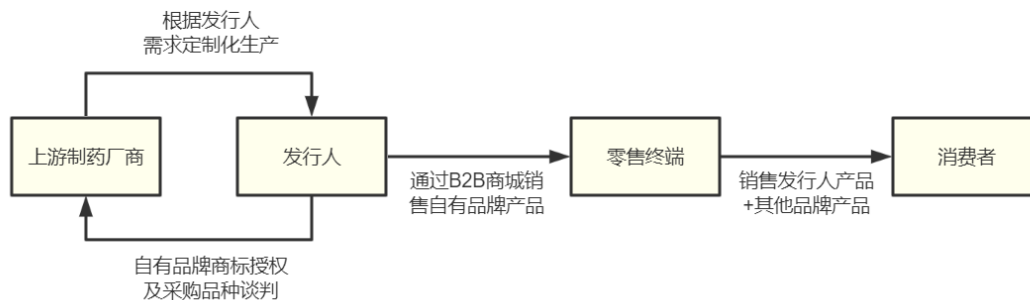 根据发行人
需求定制化生产
上游制药厂商
发行人
零售终端
消费者
通过B2B商城销
售自有品牌产品
销售发行人产品
+其他品牌产品
自有品牌商标授权
及采购品种谈判